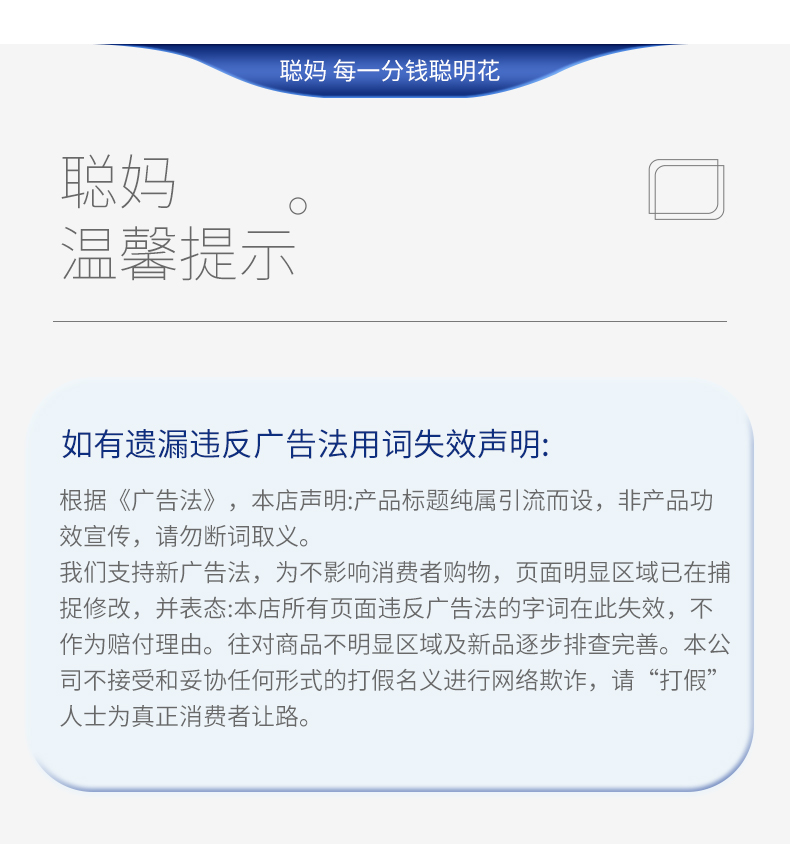 聪妈 每一分钱聪明花
聪妈　　。
温馨提示
如有遗漏违反广告法用词失效声明:
根据《广告法》，本店声明:产品标题纯属引流而设，非产品功
效宣传，请勿断词取义。
我们支持新广告法，为不影响消费者购物，页面明显区域已在捕
捉修改，并表态:本店所有页面违反广告法的字词在此失效，不
作为赔付理由。往对商品不明显区域及新品逐步排查完善。本公
司不接受和妥协任何形式的打假名义进行网络欺诈，请“打假”
人士为真正消费者让路。